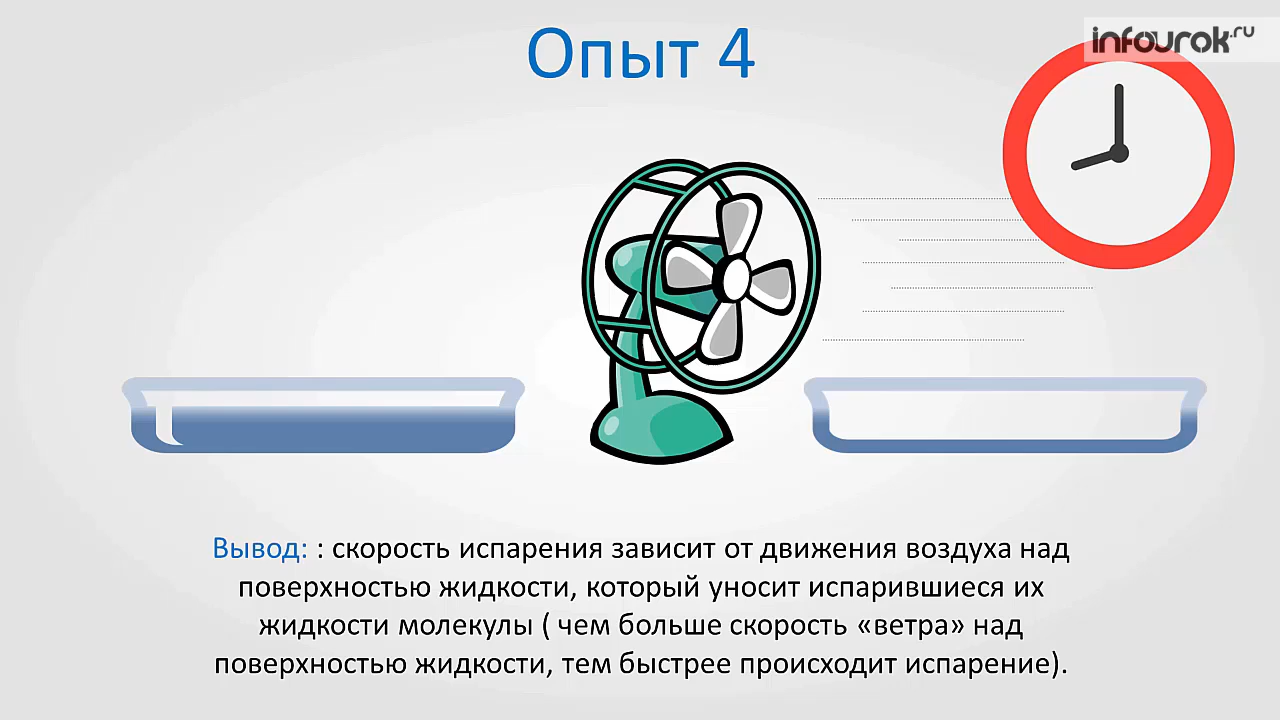 Опыт 4
infourok.ru
Вывод: : скорость испарения зависит от движения воздуха над
поверхностью жидкости, который уносит испарившиеся их
жидкости молекулы ( чем больше скорость «ветра» над
поверхностью жидкости, тем быстрее происходит испарение).